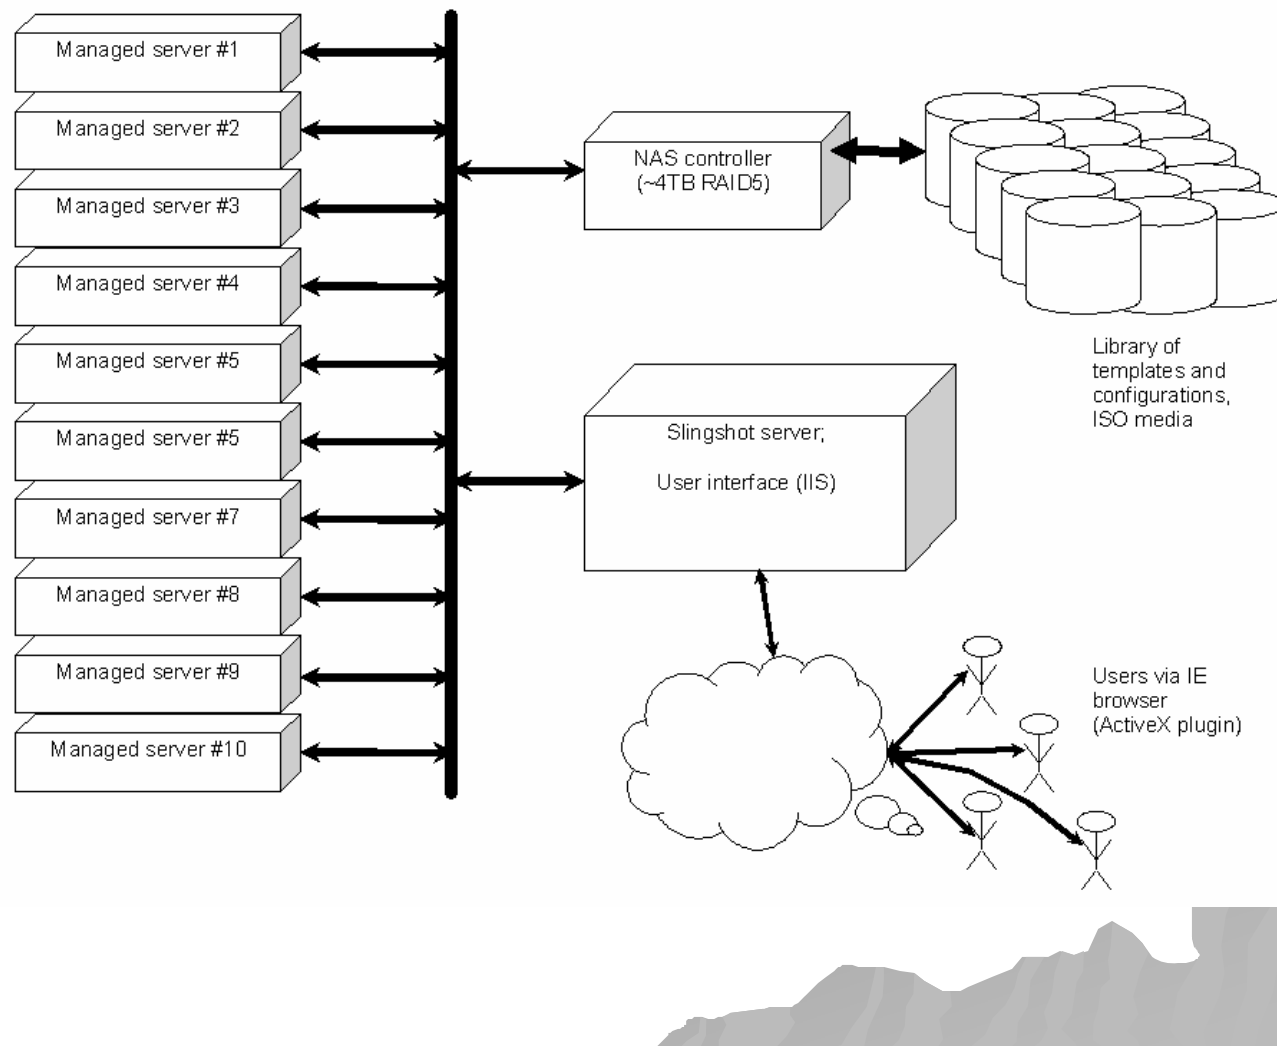 Managed server #1
Managed server #2
Managed server #3
Managed server #4
Managed server #5
Managed server #5
Managed server #7
Managed server #8
Managed server #9
Managed server #10
NAS controller
(~4TB RAID5)
Library of
templates and
configurations,
ISO media
Slingshot server;
User interface (IIS)
Users via IE
browser
(ActiveX plugin)